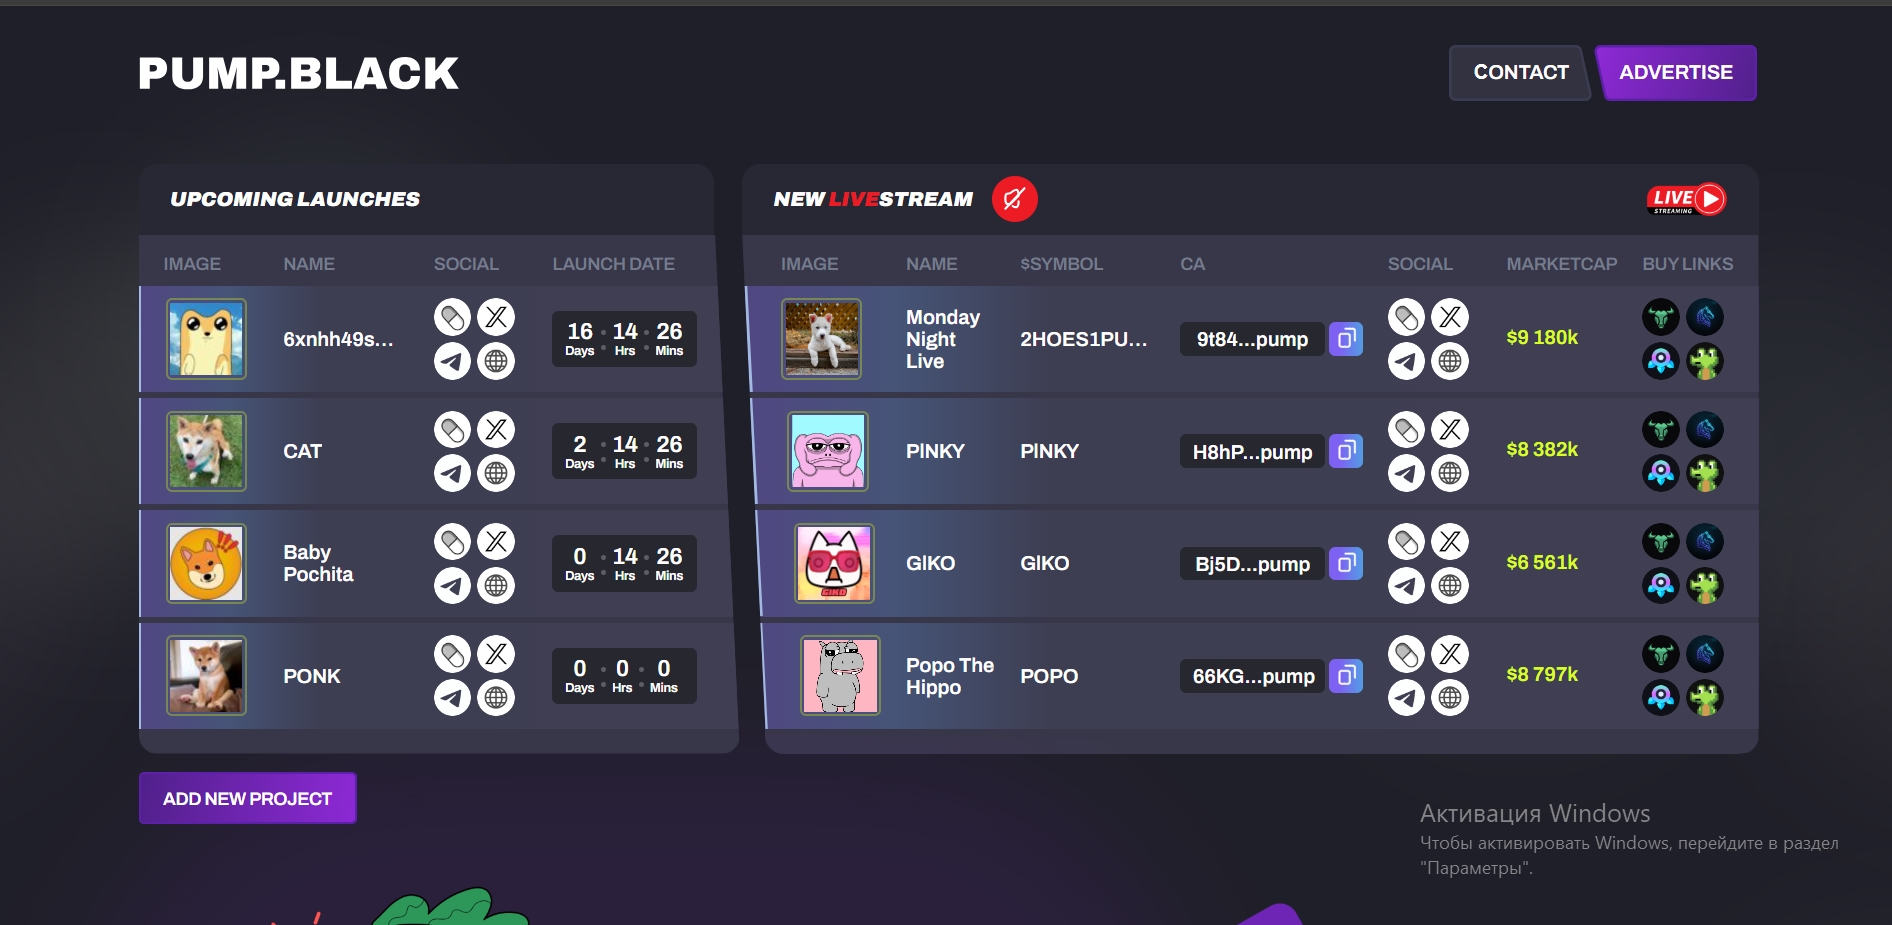 PUMP.BLACK
CONTACT
ADVERTISE
UPCOMING LAUNCHES
IMAGE NAME SOCIAL LAUNCH DATE
6xnhh49s... 16 14 26
Days Hrs Mins
CAT 2 14 26
Days Hrs Mins
Baby
Pochita
0 14 26
Days Hrs Mins
PONK 0 0 0
Days Hrs Mins
ADD NEW PROJECT
NEW LIVESTREAM
LIVE
STREAMING
IMAGE NAME $SYMBOL CA SOCIAL MARKETCAP BUY LINKS
Monday
Night
Live
2HOES1PU... 9t84...pump $9 180k
PINKY PINKY H8hP...pump $8 382k
GIKO
GIKO GIKO Bj5D...pump $6 561k
Popo The
Hippo
POPO 66KG...pump $8 797k
Активация Windows
Чтобы активировать Windows, перейдите в раздел
"Параметры".